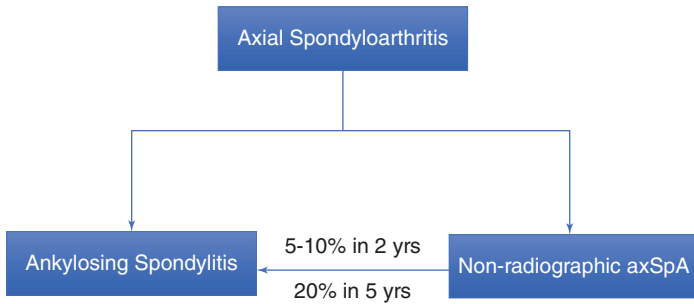 Axial Spondyloarthritis
5-10% in 2 yrs
Ankylosing Spondylitis
Non-radiographic axSpA
20% in 5 yrs